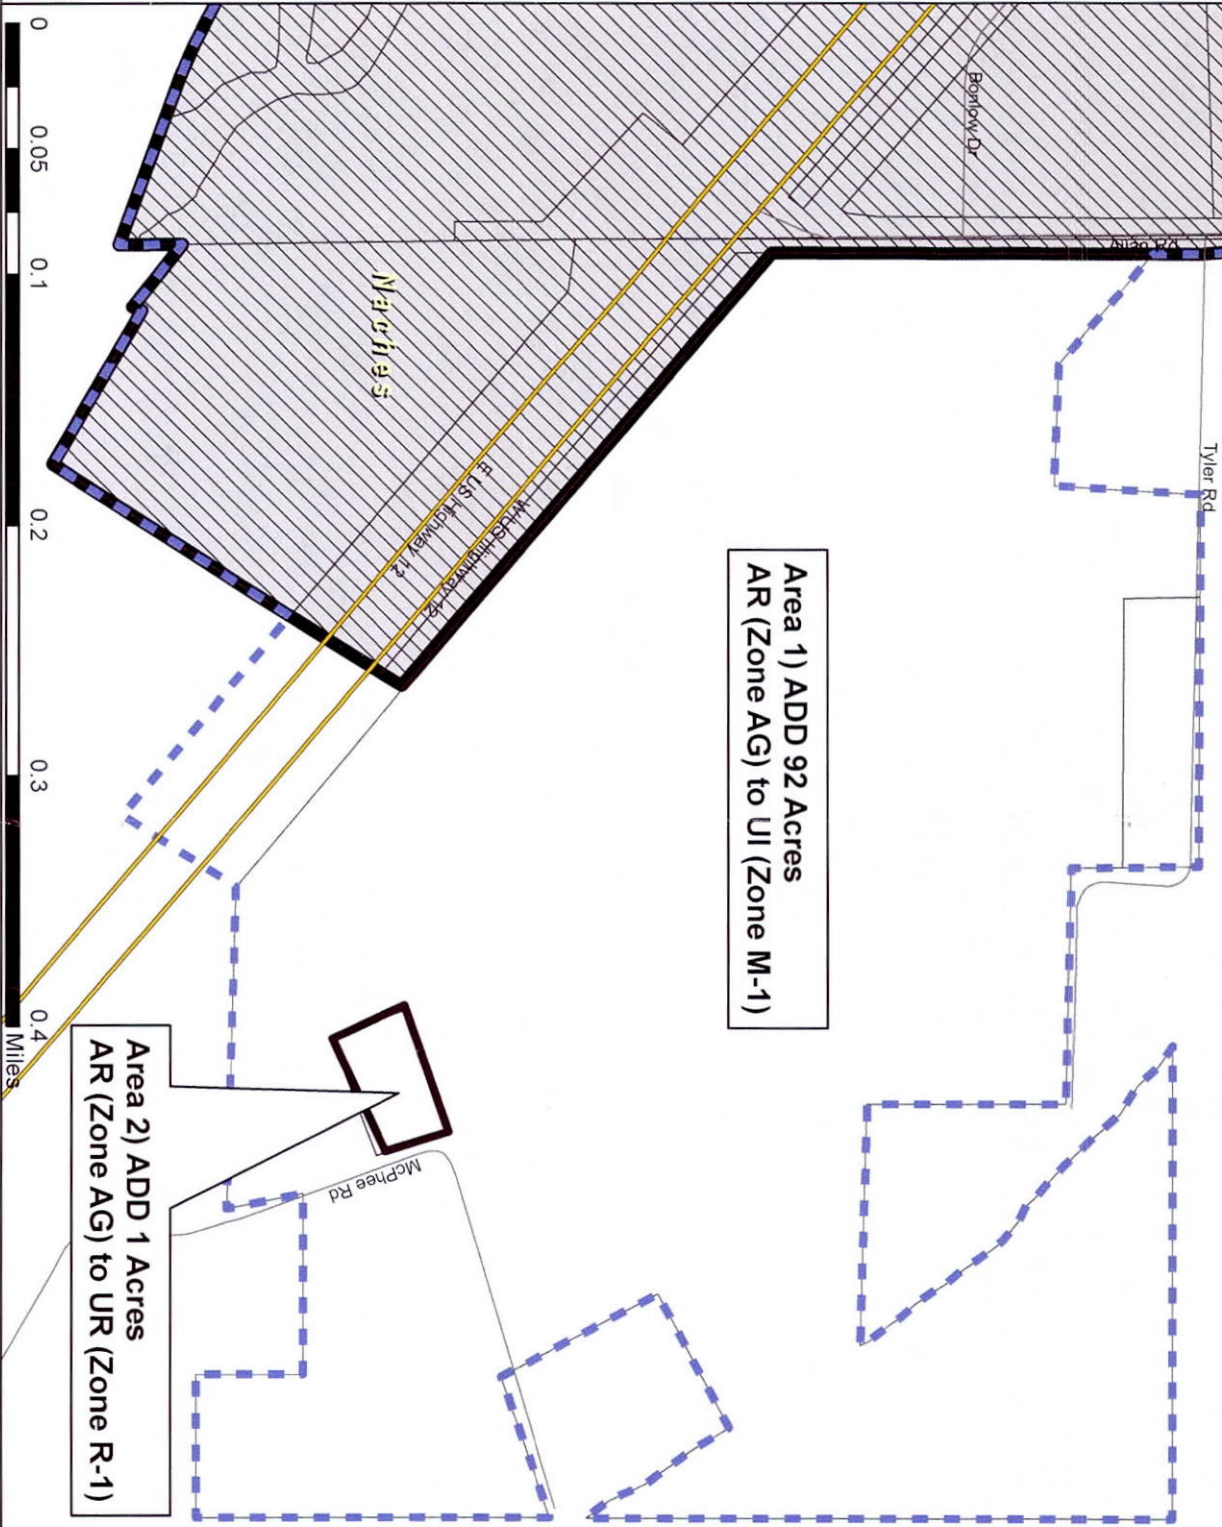 Tyler Rd
Allan Rd
Bonlow Dr
Area 1) ADD 92 Acres
AR (Zone AG) to UI (Zone M-1)
Naches
W US Highway 12
E US Highway 12
McPhee Rd
Area 2) ADD 1 Acres
AR (Zone AG) to UR (Zone R-1)
0 0.05 0.1 0.2 0.3 0.4
Miles